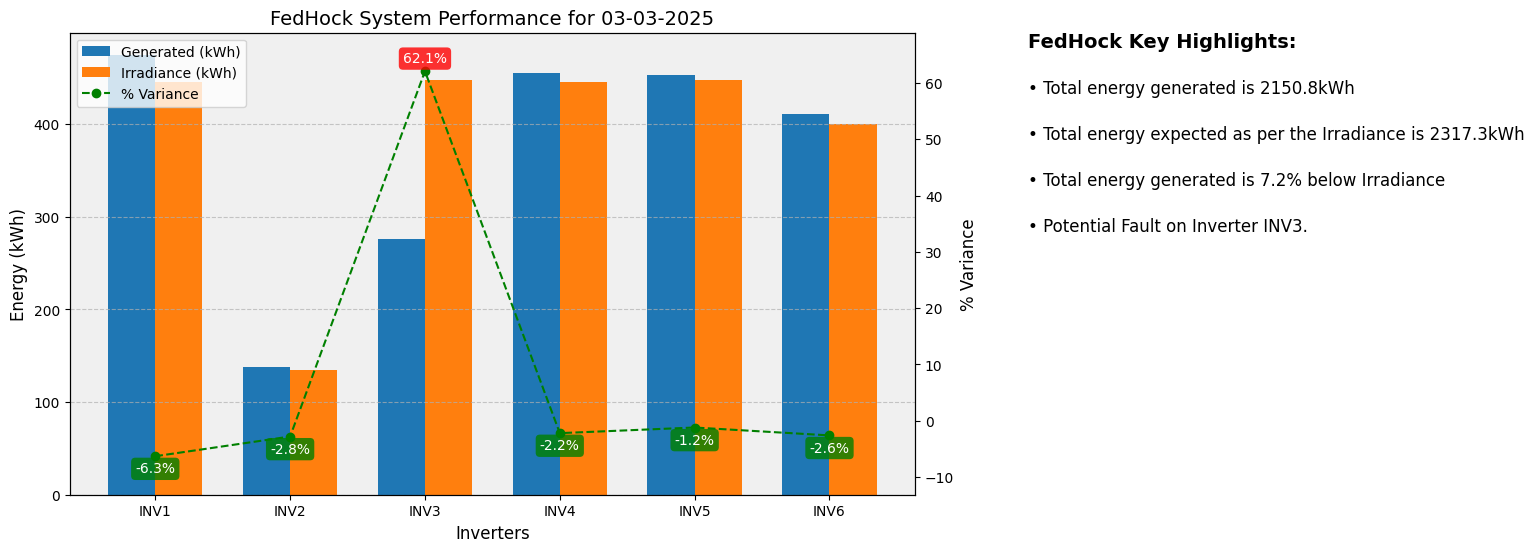 FedHock System Performance for 03-03-2025
Generated (kWh)
Irradiance (kWh)
% Variance
Energy (kWh)
400
300
200
100
0
62.1%
-6.3%
-2.8%
-2.2%
-1.2%
-2.6%
60
50
40
30
20
10
0
−10
% Variance
INV1
INV2
INV3
INV4
INV5
INV6
Inverters
FedHock Key Highlights:
• Total energy generated is 2150.8kWh
• Total energy expected as per the Irradiance is 2317.3kWh
• Total energy generated is 7.2% below Irradiance
• Potential Fault on Inverter INV3.